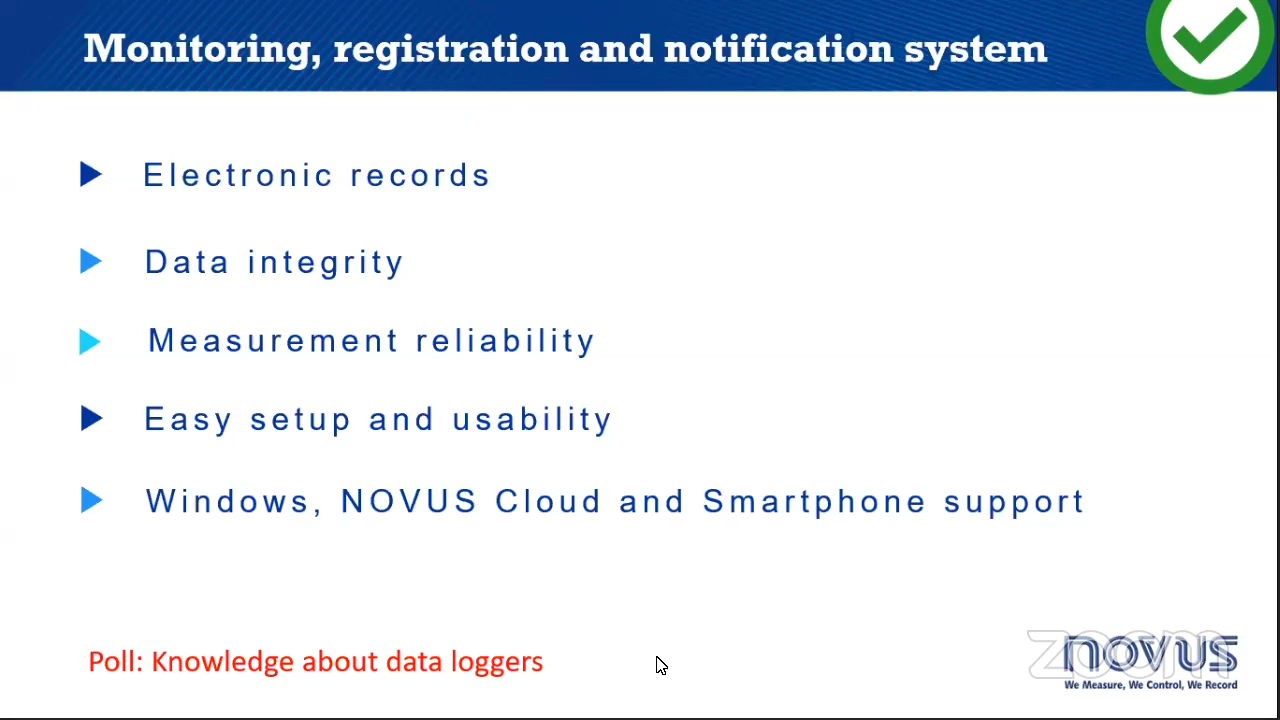 Monitoring, registration and notification system
Electronic records
Data integrity
Measurement reliability
Easy setup and usability
Windows, NOVUS Cloud and Smartphone support
Poll: Knowledge about data loggers
zoom
novus
We Measure, We Control, We Record